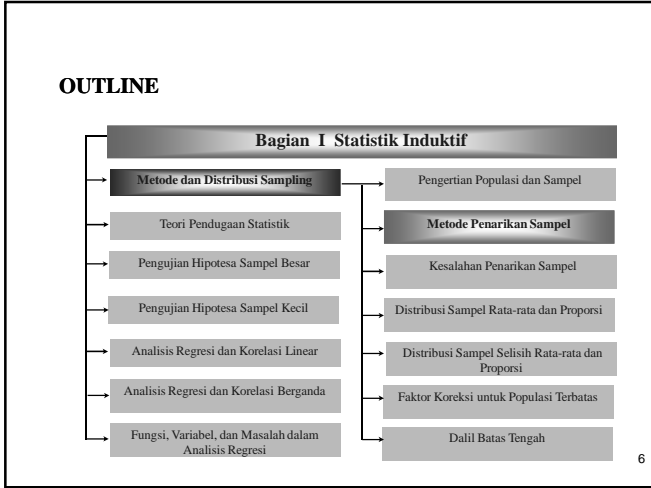 OUTLINE
Bagian I Statistik Induktif
Metode dan Distribusi Sampling
Teori Pendugaan Statistik
Pengujian Hipotesa Sampel Besar
Pengujian Hipotesa Sampel Kecil
Analisis Regresi dan Korelasi Linear
Analisis Regresi dan Korelasi Berganda
Fungsi, Variabel, dan Masalah dalam
Analisis Regresi
Pengertian Populasi dan Sampel
Metode Penarikan Sampel
Kesalahan Penarikan Sampel
Distribusi Sampel Rata-rata dan Proporsi
Distribusi Sampel Selisih Rata-rata dan
Proporsi
Faktor Koreksi untuk Populasi Terbatas
Dalil Batas Tengah
6